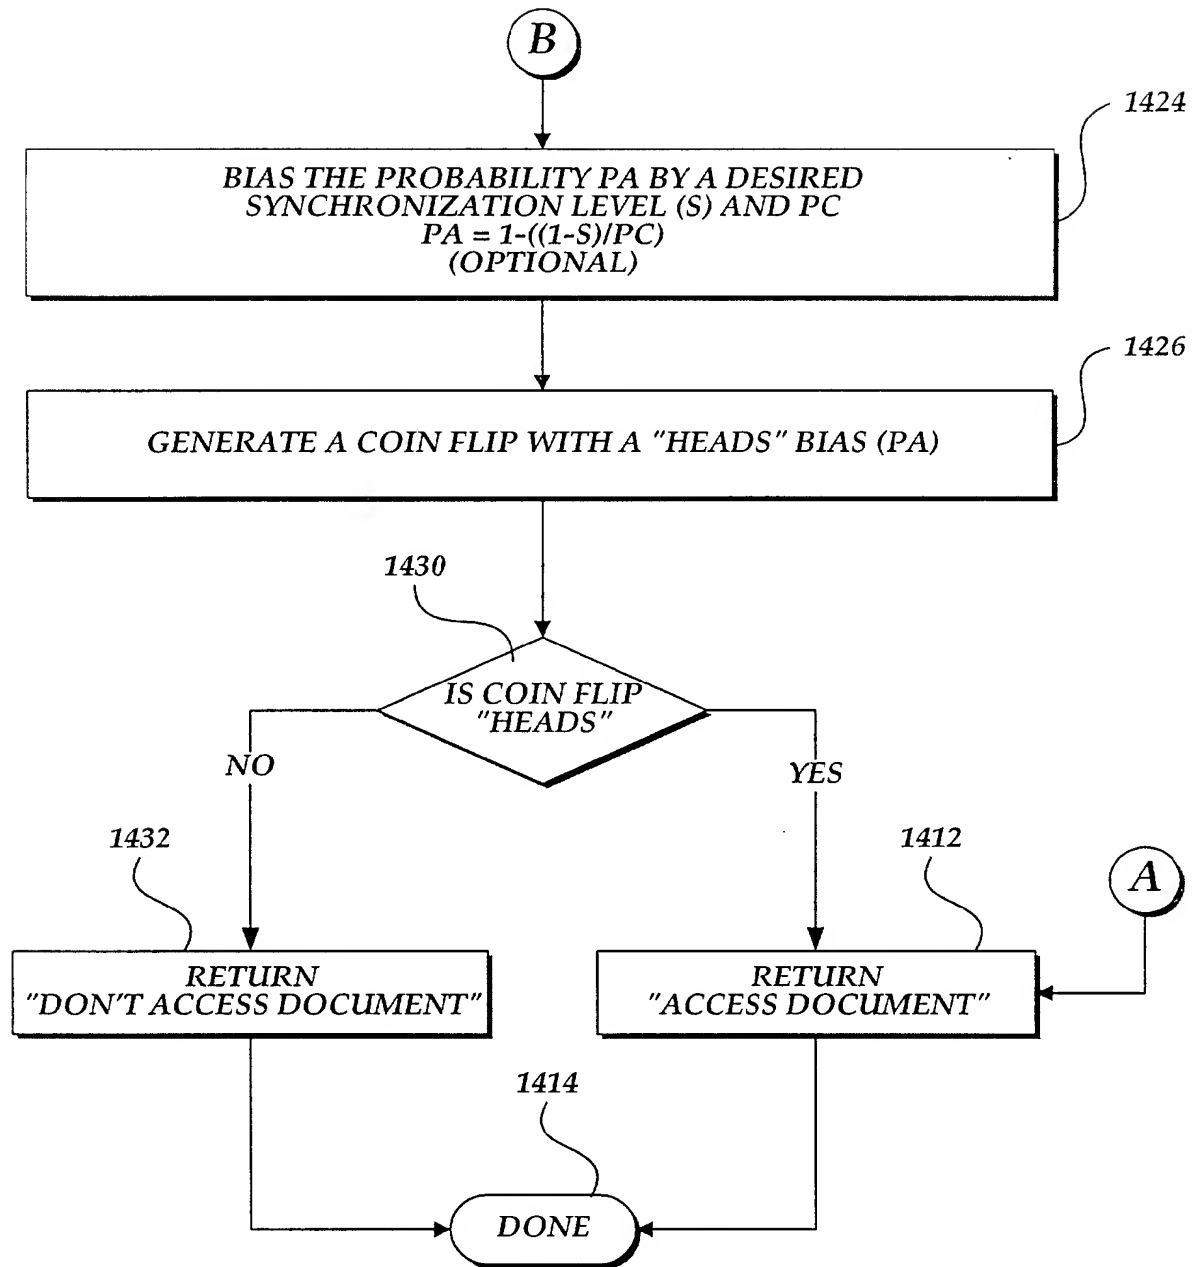 B
1424
BIAS THE PROBABILITY PA BY A DESIRED
SYNCHRONIZATION LEVEL (S) AND PC
PA = 1-((1-S)/PC)
(OPTIONAL)
1426
GENERATE A COIN FLIP WITH A "HEADS" BIAS (PA)
1430
IS COIN FLIP
"HEADS"
NO
YES
1432
1412
A
RETURN
"DON'T ACCESS DOCUMENT"
RETURN
"ACCESS DOCUMENT"
1414
DONE